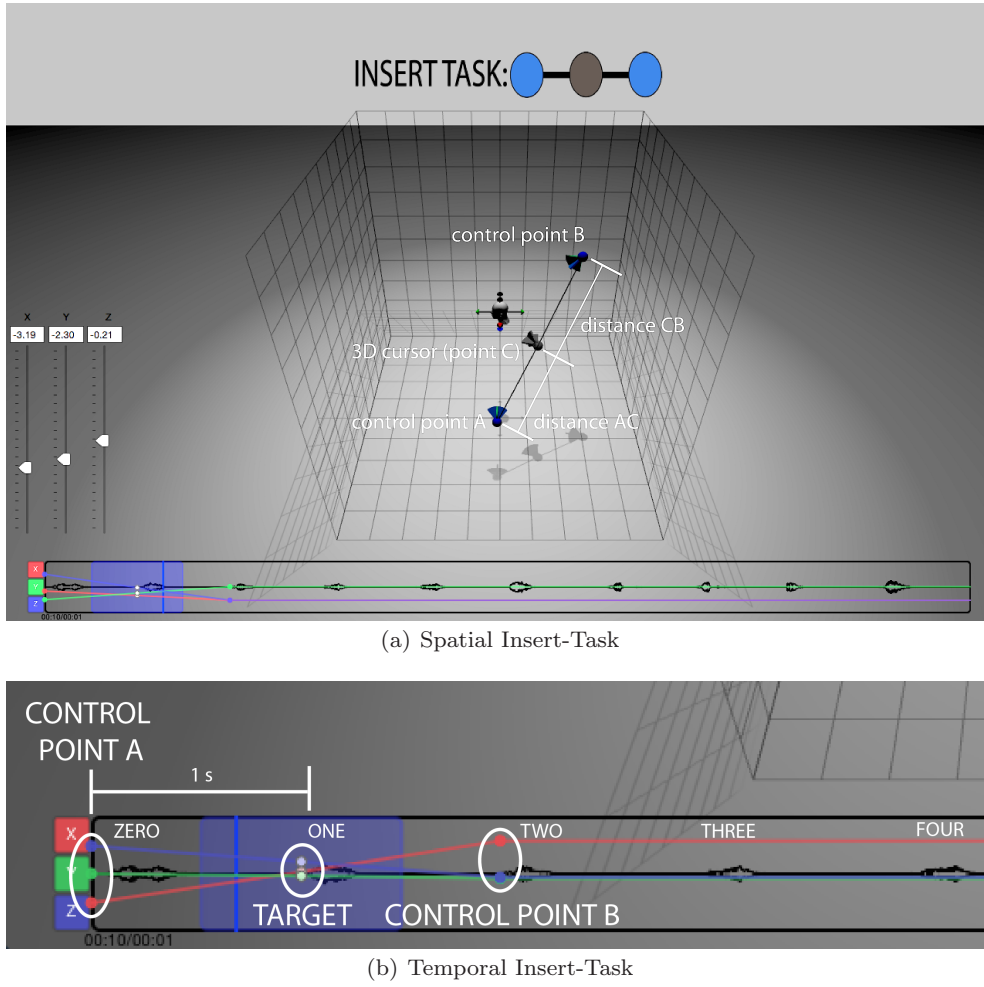 INSERT TASK:
control point B
distance CB
3D cursor (point C)
control point A
distance AC
X Y Z
-3.19 -2.30 -0.21
X
Y
Z
00:10/00:01
(a) Spatial Insert-Task
CONTROL
POINT A
1 s
X ZERO ONE TWO THREE FOUR
Y
Z
TARGET CONTROL POINT B
00:10/00:01
(b) Temporal Insert-Task